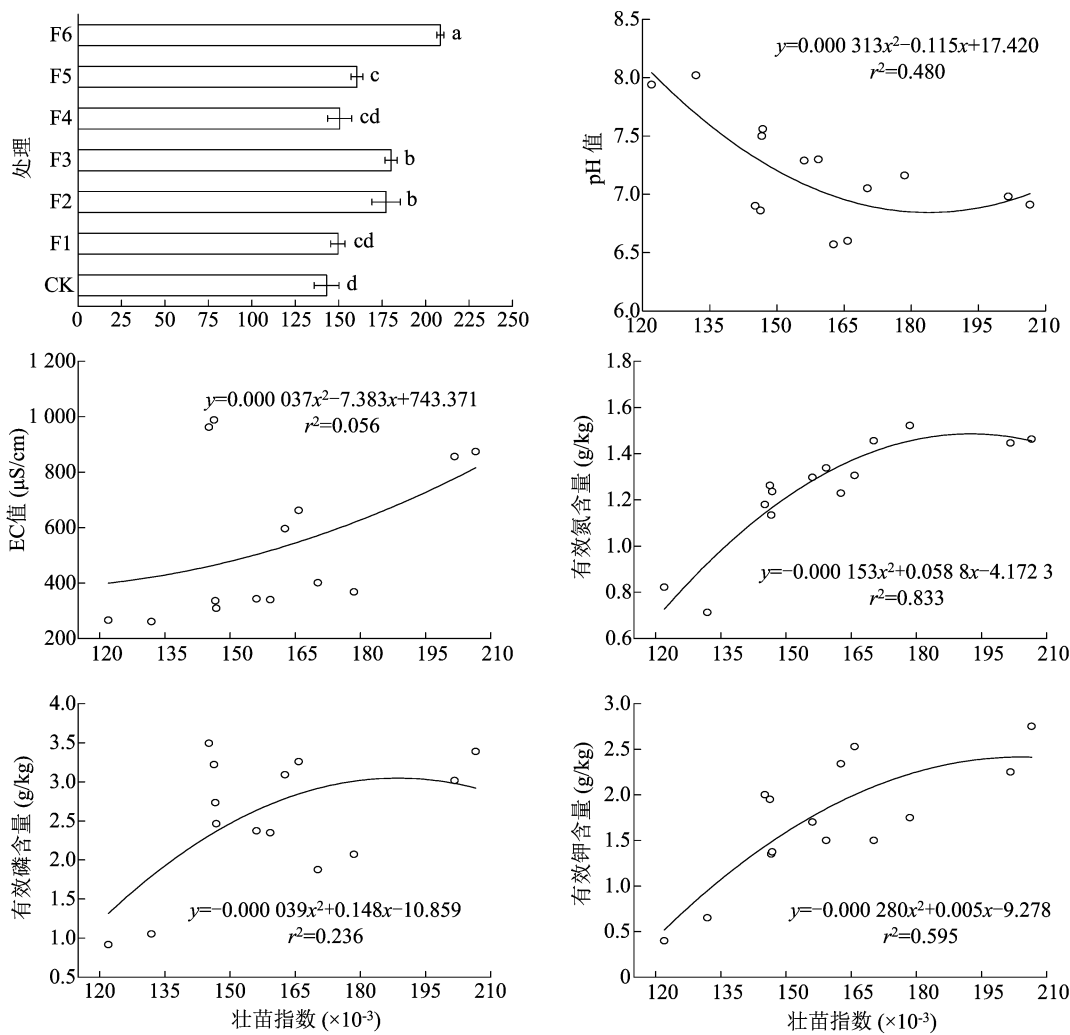 F6
a
F5
c
F4
cd
F3
b
F2
b
F1
cd
CK
d
处理
0 25 50 75 100 125 150 175 200 225 250
8.5
8.0
7.5
7.0
6.5
6.0
pH 值
y=0.000 313x²−0.115x+17.420
r²=0.480
120 135 150 165 180 195 210
1 200
1 000
800
600
400
200
EC值 (μS/cm)
y=0.000 037x²−7.383x+743.371
r²=0.056
120 135 150 165 180 195 210
1.8
1.6
1.4
1.2
1.0
0.8
0.6
有效氮含量 (g/kg)
y=−0.000 153x²+0.058 8x−4.172 3
r²=0.833
120 135 150 165 180 195 210
4.0
3.5
3.0
2.5
2.0
1.5
1.0
0.5
有效磷含量 (g/kg)
y=−0.000 039x²+0.148x−10.859
r²=0.236
120 135 150 165 180 195 210
壮苗指数 (×10⁻³)
3.0
2.5
2.0
1.5
1.0
0.5
0
有效钾含量 (g/kg)
y=−0.000 280x²+0.005x−9.278
r²=0.595
120 135 150 165 180 195 210
壮苗指数 (×10⁻³)